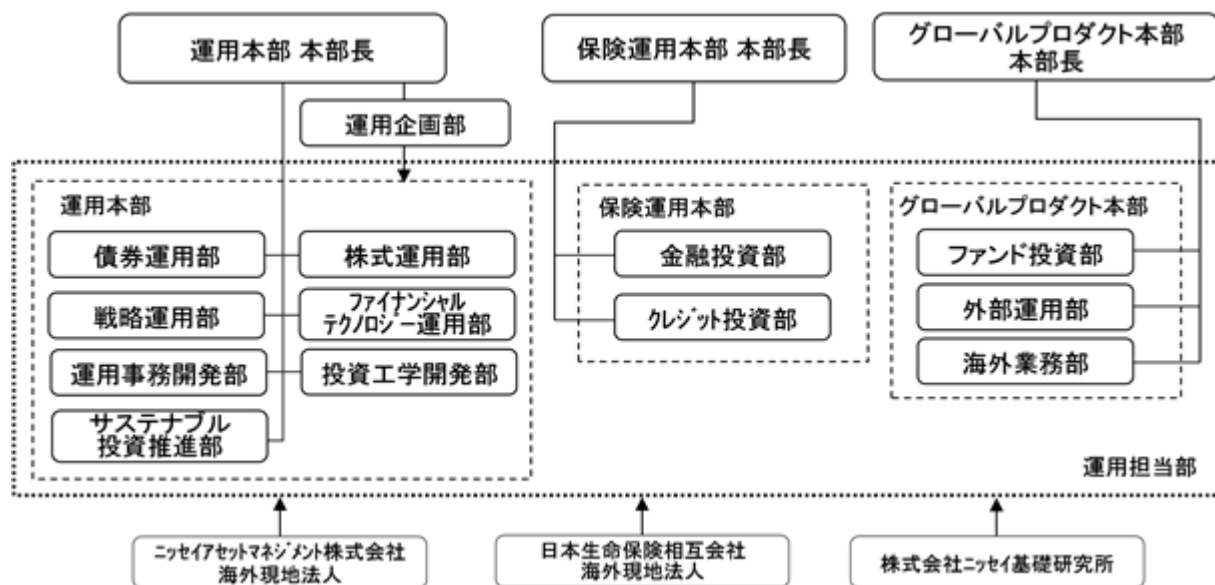 運用本部 本部長
保険運用本部 本部長
グローバルプロダクト本部
本部長
運用企画部
運用本部
債券運用部
株式運用部
戦略運用部
ファイナンシャル
テクノロジー運用部
運用事務開発部
投資工学開発部
サステナブル
投資推進部
保険運用本部
金融投資部
クレジット投資部
グローバルプロダクト本部
ファンド投資部
外部運用部
海外業務部
運用担当部
ニッセイアセットマネジメント株式会社
海外現地法人
日本生命保険相互会社
海外現地法人
株式会社ニッセイ基礎研究所